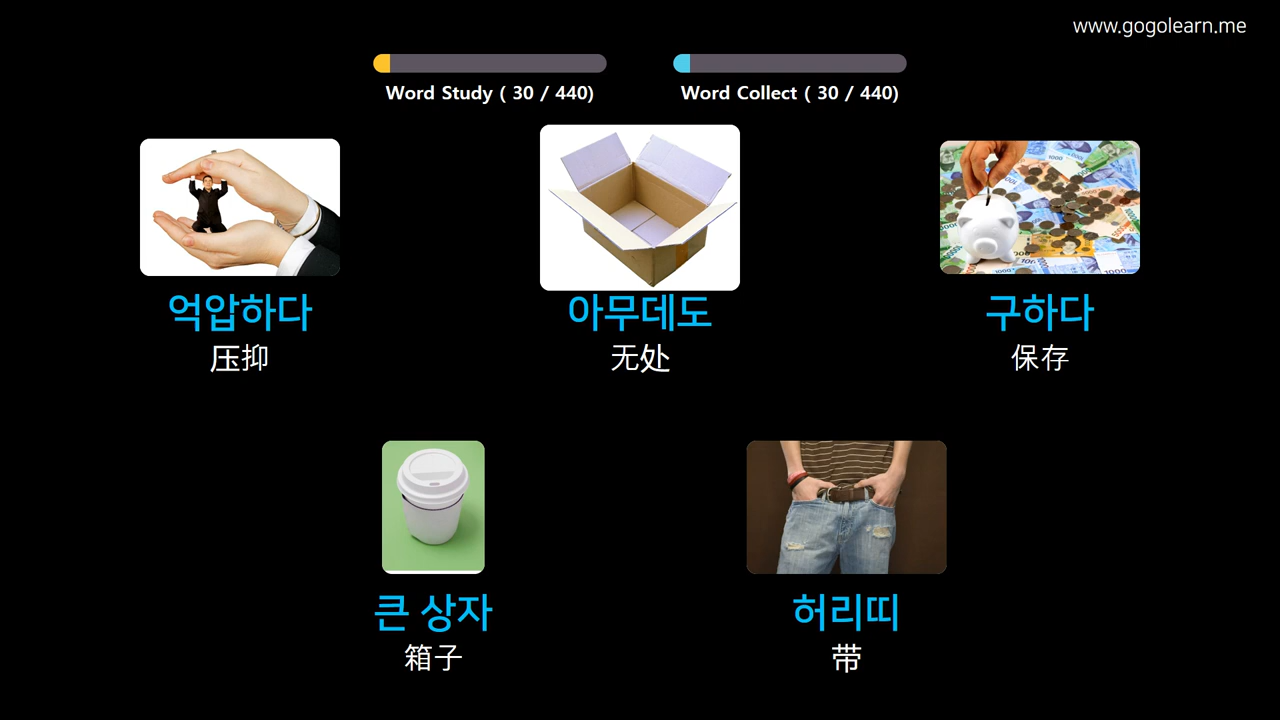 www.gogolearn.me
Word Study ( 30 / 440)
Word Collect ( 30 / 440)
억압하다
压抑
아무데도
无处
구하다
保存
큰 상자
箱子
허리띠
带